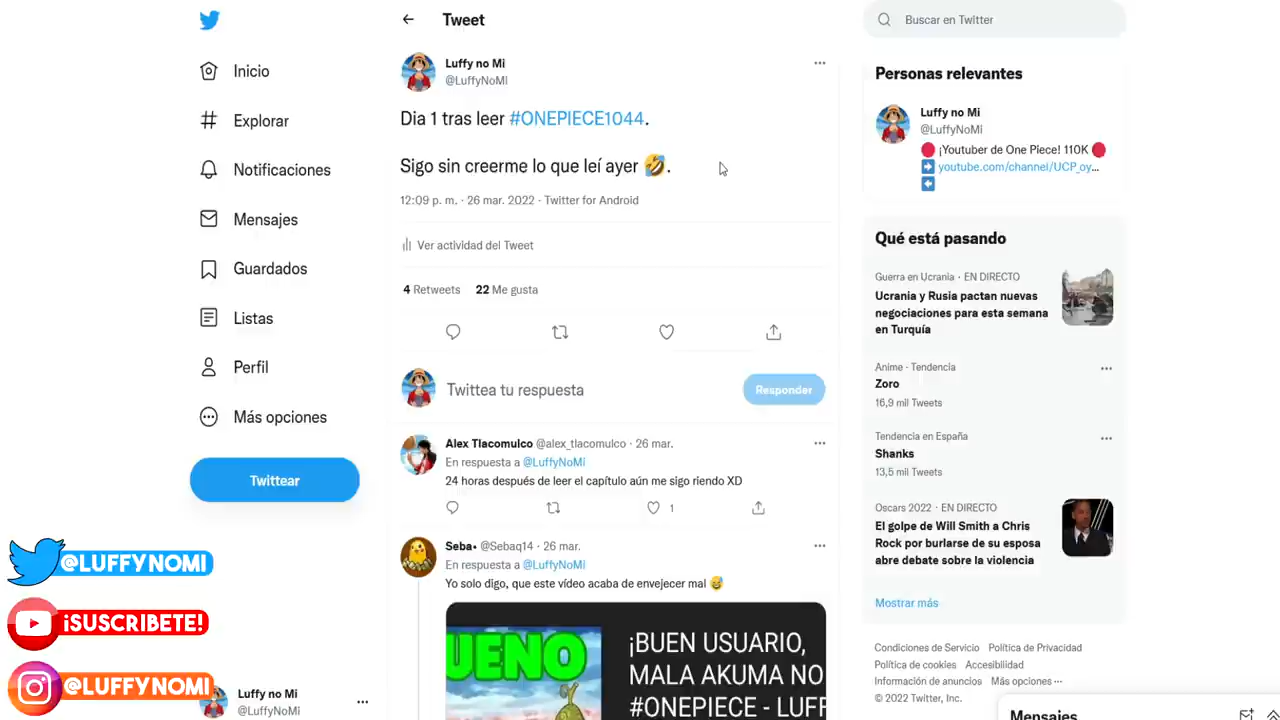 Inicio
Explorar
Notificaciones
Mensajes
Guardados
Listas
Perfil
Más opciones
Twittear
@LUFFYNOMI
¡SUSCRIBETE!
@LUFFYNOMI
Luffy no Mi
@LuffyNoMi
Tweet
Luffy no Mi
@LuffyNoMi
Dia 1 tras leer #ONEPIECE1044.
Sigo sin creerme lo que leí ayer 🤣.
12:09 p. m. · 26 mar. 2022 · Twitter for Android
Ver actividad del Tweet
4 Retweets 22 Me gusta
Twittea tu respuesta
Responder
Alex Tlacomulco @alex_tlacomulco · 26 mar.
En respuesta a @LuffyNoMi
24 horas después de leer el capítulo aún me sigo riendo XD
1
Seba• @Sebaq14 · 26 mar.
En respuesta a @LuffyNoMi
Yo solo digo, que este vídeo acaba de envejecer mal 😅
UENO
¡BUEN USUARIO,
MALA AKUMA NO
#ONEPIECE - LUFF
Buscar en Twitter
Personas relevantes
Luffy no Mi
@LuffyNoMi
🔴 ¡Youtuber de One Piece! 110K 🔴
➡️ youtube.com/channel/UCP_oy...
⬅️
Qué está pasando
Guerra en Ucrania · EN DIRECTO
Ucrania y Rusia pactan nuevas
negociaciones para esta semana
en Turquía
Anime · Tendencia
Zoro
16,9 mil Tweets
Tendencia en España
Shanks
13,5 mil Tweets
Oscars 2022 · EN DIRECTO
El golpe de Will Smith a Chris
Rock por burlarse de su esposa
abre debate sobre la violencia
Mostrar más
Condiciones de Servicio Política de Privacidad
Política de cookies Accesibilidad
Información de anuncios Más opciones ···
© 2022 Twitter, Inc.
Mensajes